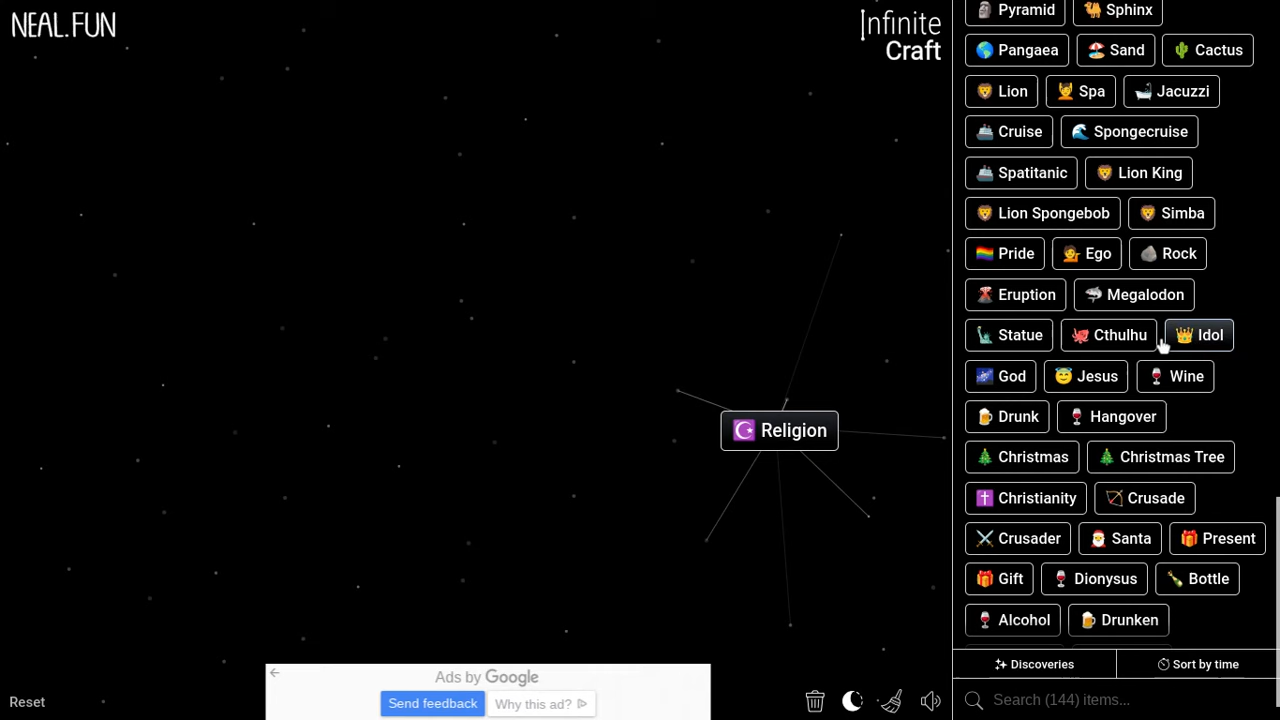 NEAL.FUN
Infinite
Craft
Pyramid Sphinx
Pangaea Sand Cactus
Lion Spa Jacuzzi
Cruise Spongecruise
Spatitanic Lion King
Lion Spongebob Simba
Pride Ego Rock
Eruption Megalodon
Statue Cthulhu Idol
God Jesus Wine
Drunk Hangover
Religion
Christmas Christmas Tree
Christianity Crusade
Crusader Santa Present
Gift Dionysus Bottle
Alcohol Drunken
Discoveries Sort by time
Ads by Google
Send feedback Why this ad?
Reset
Search (144) items...